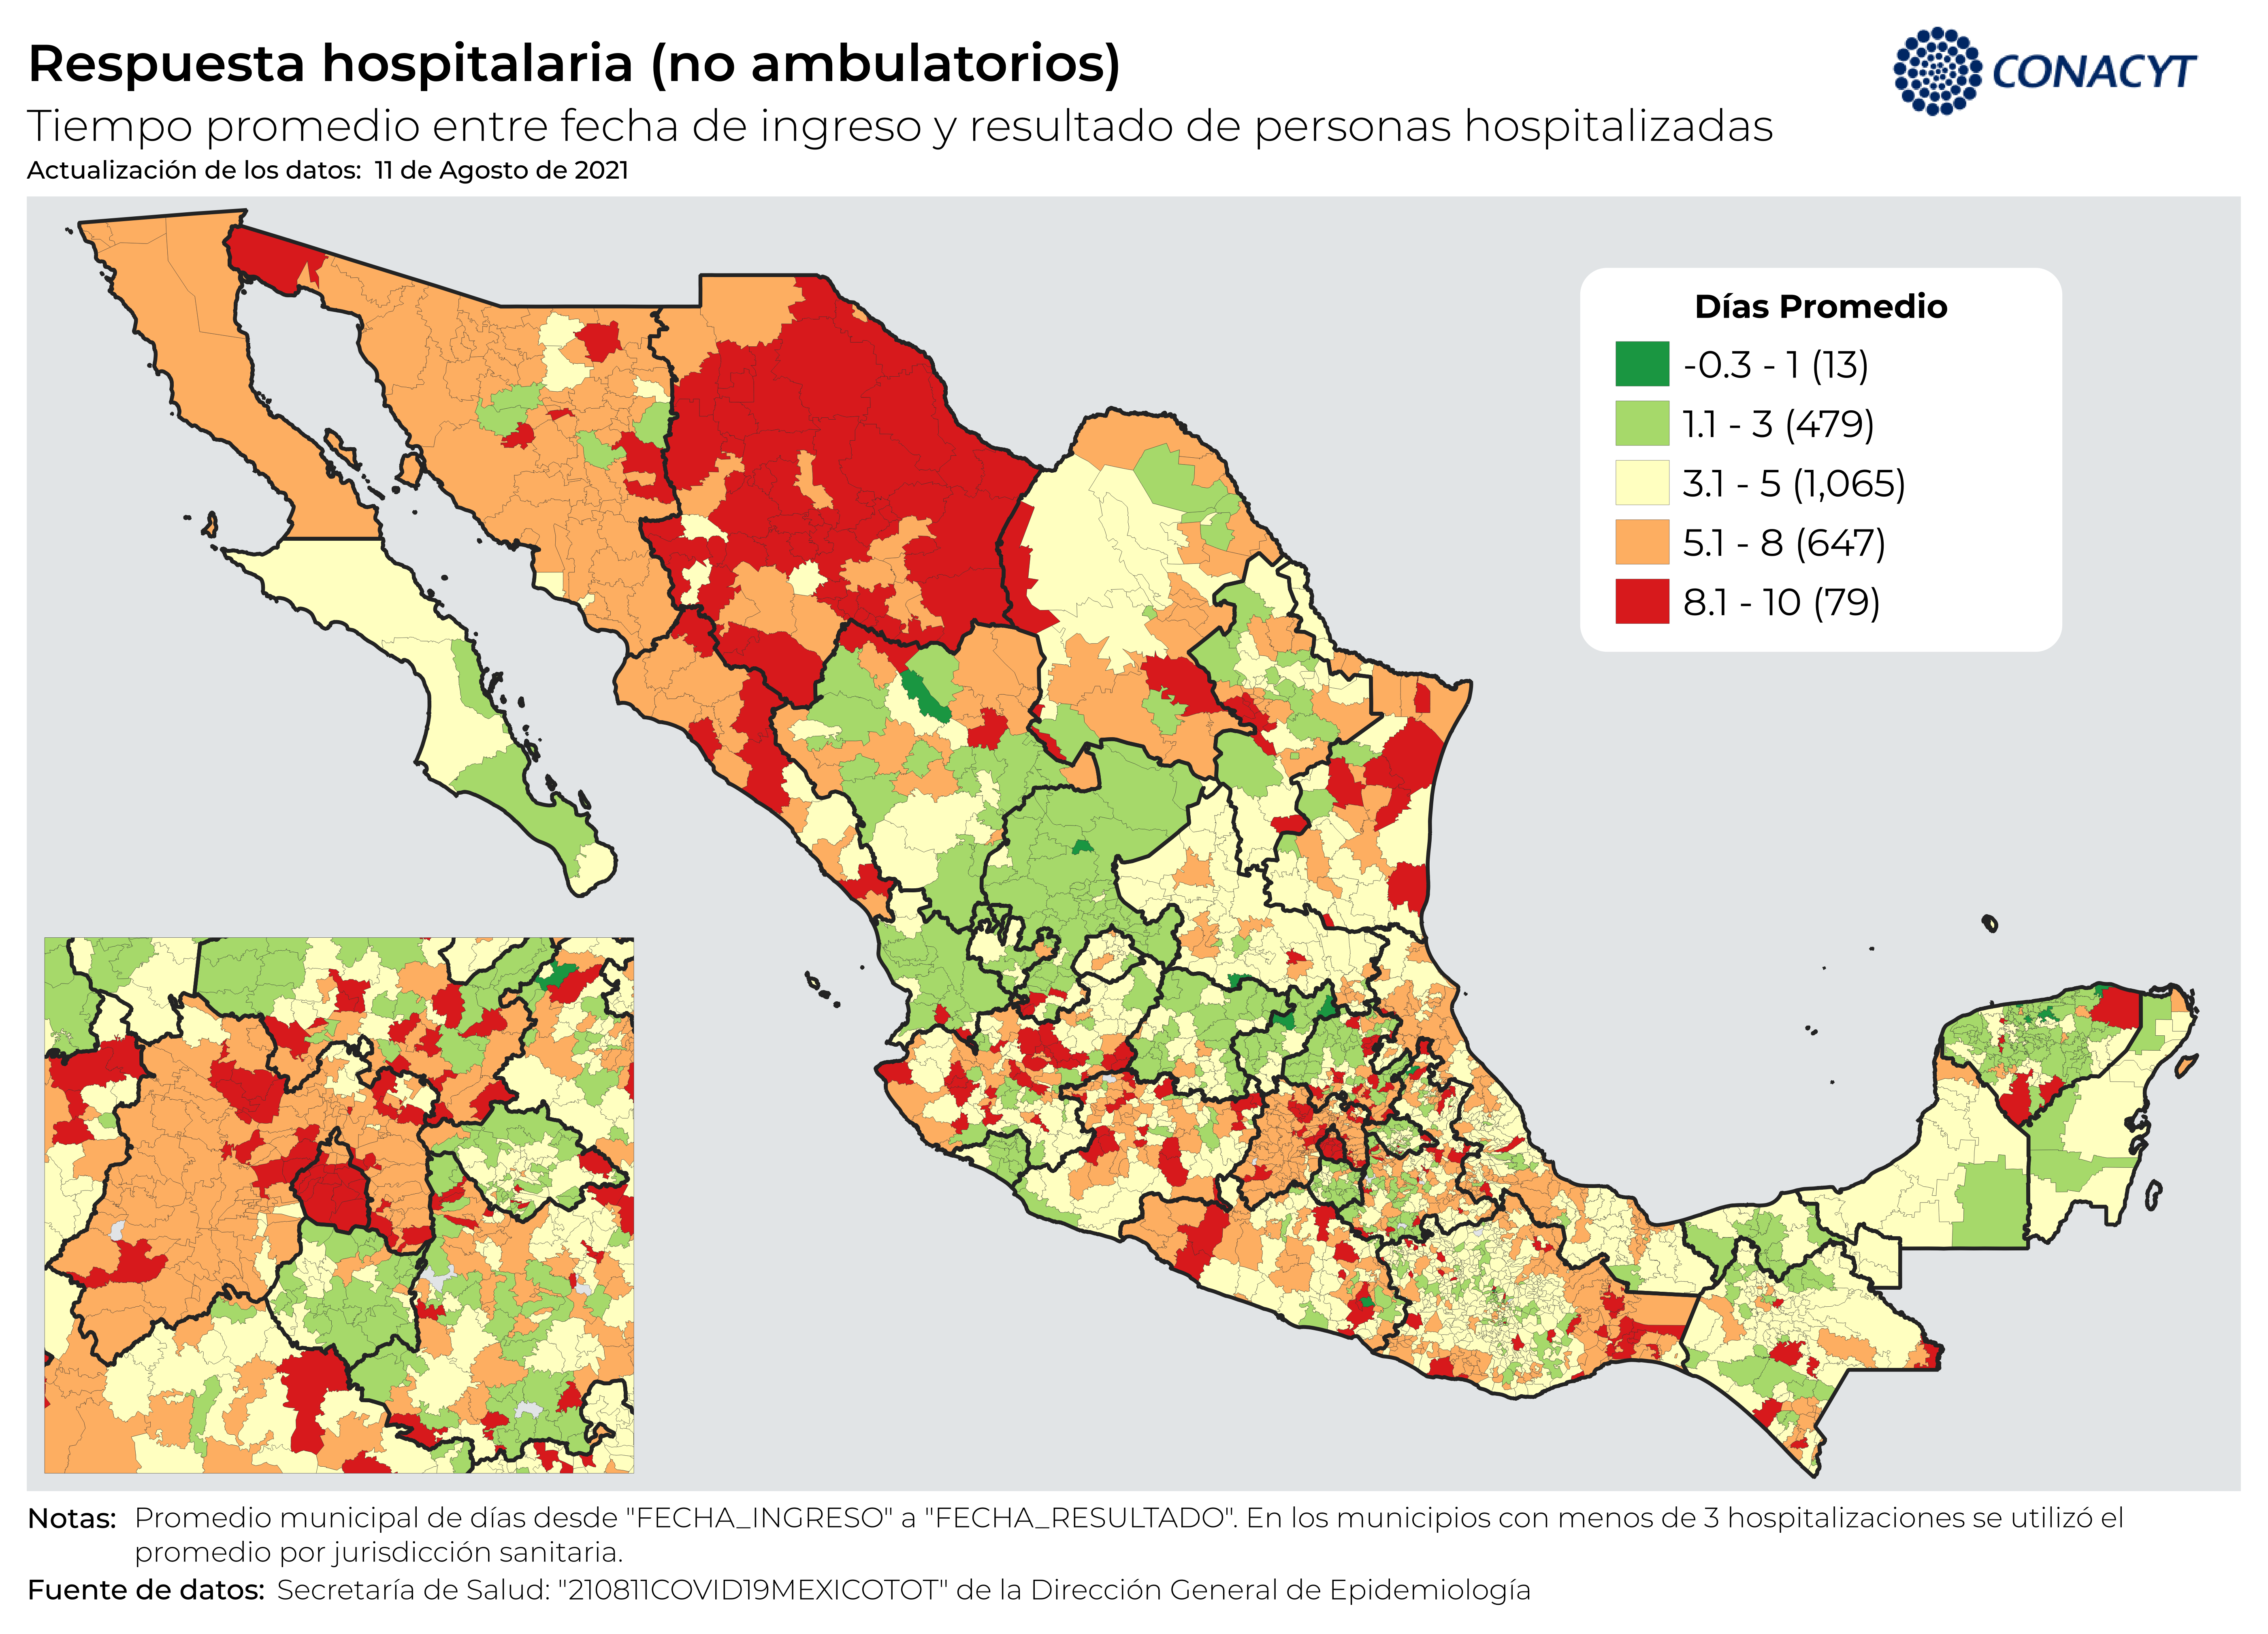 Respuesta hospitalaria (no ambulatorios)
CONACYT
Tiempo promedio entre fecha de ingreso y resultado de personas hospitalizadas
Actualización de los datos: 11 de Agosto de 2021
Días Promedio
-0.3 - 1 (13)
1.1 - 3 (479)
3.1 - 5 (1,065)
5.1 - 8 (647)
8.1 - 10 (79)
Notas: Promedio municipal de días desde "FECHA_INGRESO" a "FECHA_RESULTADO". En los municipios con menos de 3 hospitalizaciones se utilizó el
promedio por jurisdicción sanitaria.
Fuente de datos: Secretaría de Salud: "210811COVID19MEXICOTOT" de la Dirección General de Epidemiología